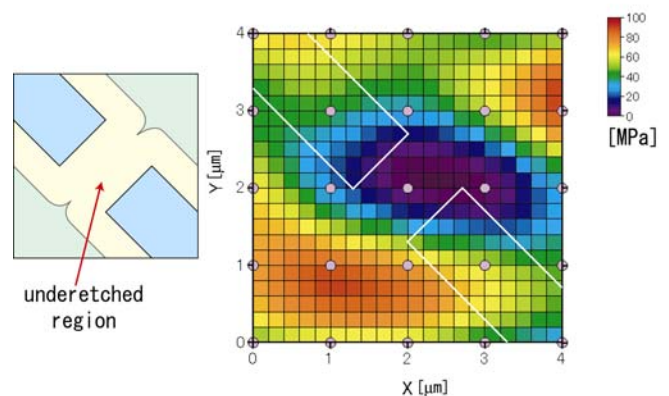 underetched
region
Y [μm]
4
3
2
1
0
0 1 2 3 4
X [μm]
100
80
60
40
20
0
[MPa]